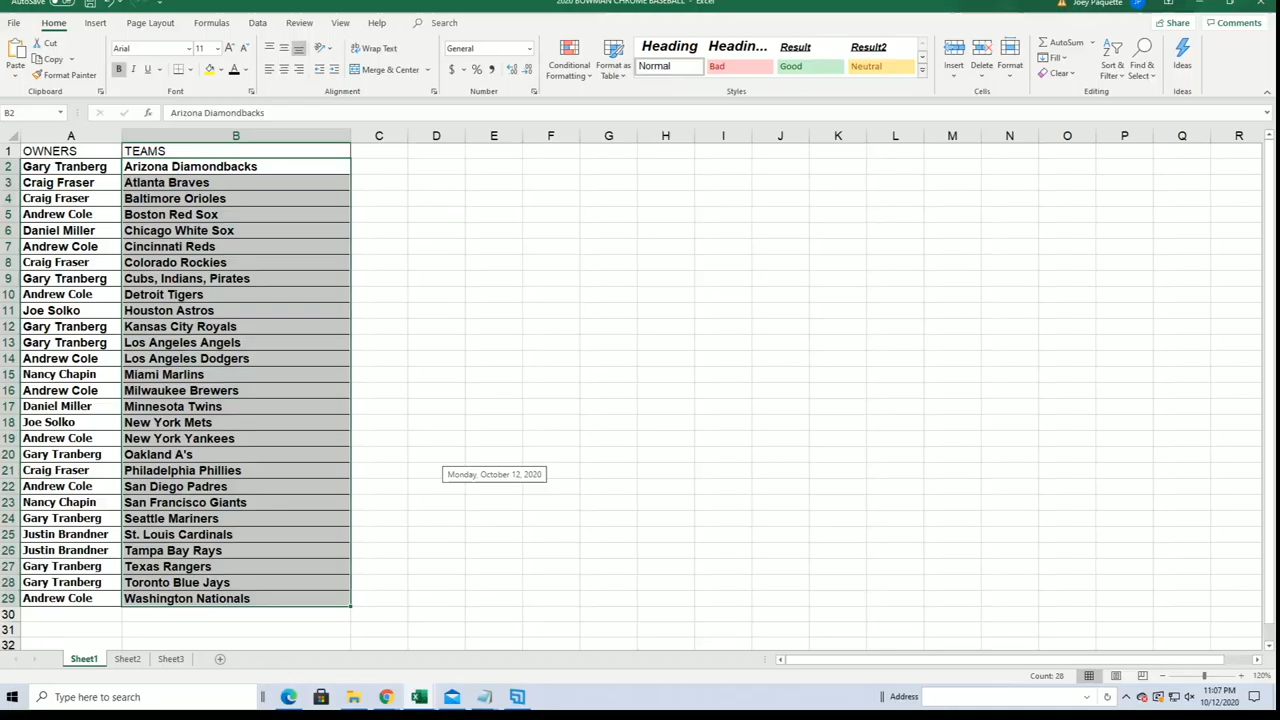 AutoSave Off 2020 BOWMAN CHROME BASEBALL - Excel Joey Paquette JP
File Home Insert Page Layout Formulas Data Review View Help Search Share Comments
Paste Cut Copy Format Painter Clipboard
Arial 11 A A B I U A Font
Wrap Text Merge & Center Alignment
General $ % , Number
Conditional Formatting Format as Table
Heading Headin... Result Result2
Normal Bad Good Neutral
Styles
Insert Delete Format Cells
AutoSum Fill Clear Sort & Filter Find & Select Editing
Ideas Ideas
B2 fx Arizona Diamondbacks
A B C D E F G H I J K L M N O P Q R
1 OWNERS TEAMS
2 Gary Tranberg Arizona Diamondbacks
3 Craig Fraser Atlanta Braves
4 Craig Fraser Baltimore Orioles
5 Andrew Cole Boston Red Sox
6 Daniel Miller Chicago White Sox
7 Andrew Cole Cincinnati Reds
8 Craig Fraser Colorado Rockies
9 Gary Tranberg Cubs, Indians, Pirates
10 Andrew Cole Detroit Tigers
11 Joe Solko Houston Astros
12 Gary Tranberg Kansas City Royals
13 Gary Tranberg Los Angeles Angels
14 Andrew Cole Los Angeles Dodgers
15 Nancy Chapin Miami Marlins
16 Andrew Cole Milwaukee Brewers
17 Daniel Miller Minnesota Twins
18 Joe Solko New York Mets
19 Andrew Cole New York Yankees
20 Gary Tranberg Oakland A's
21 Craig Fraser Philadelphia Phillies
Monday, October 12, 2020
22 Andrew Cole San Diego Padres
23 Nancy Chapin San Francisco Giants
24 Gary Tranberg Seattle Mariners
25 Justin Brandner St. Louis Cardinals
26 Justin Brandner Tampa Bay Rays
27 Gary Tranberg Texas Rangers
28 Gary Tranberg Toronto Blue Jays
29 Andrew Cole Washington Nationals
30
31
32
Sheet1 Sheet2 Sheet3
Count: 28 120%
Type here to search Address 11:07 PM
10/12/2020